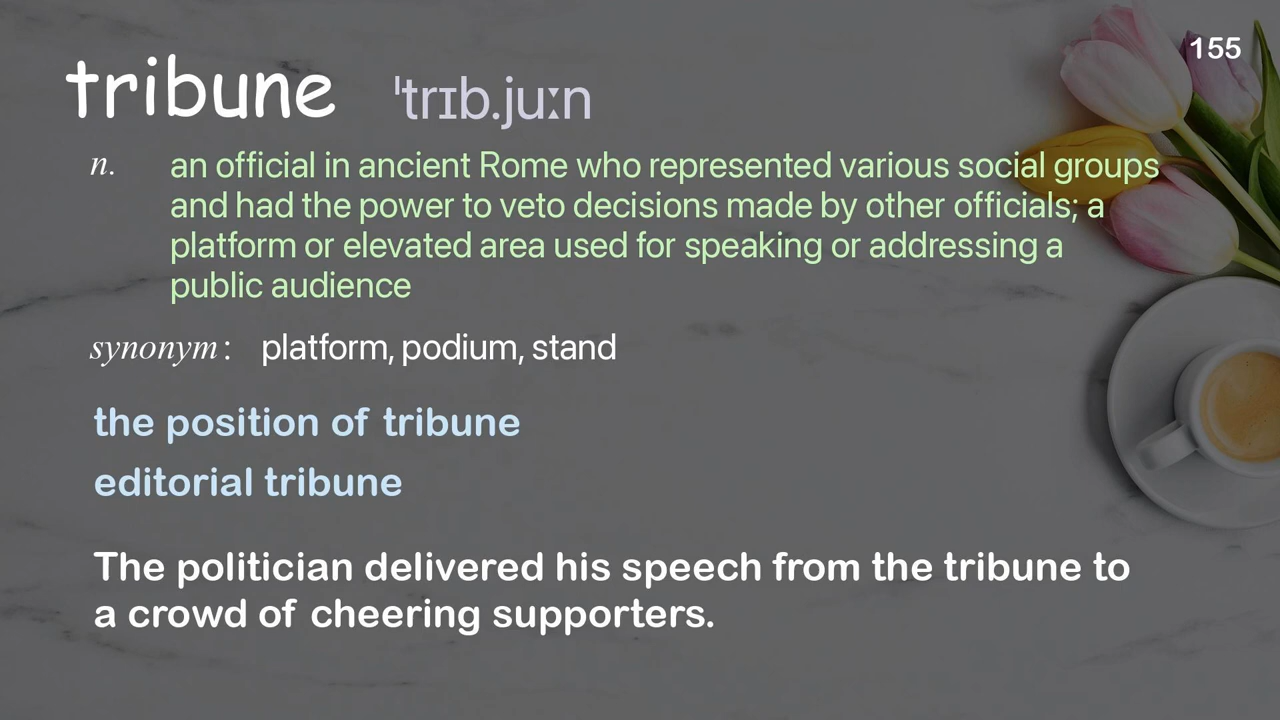 155
tribune ˈtrɪb.juːn
n. an official in ancient Rome who represented various social groups
and had the power to veto decisions made by other officials; a
platform or elevated area used for speaking or addressing a
public audience
synonym: platform, podium, stand
the position of tribune
editorial tribune
The politician delivered his speech from the tribune to
a crowd of cheering supporters.